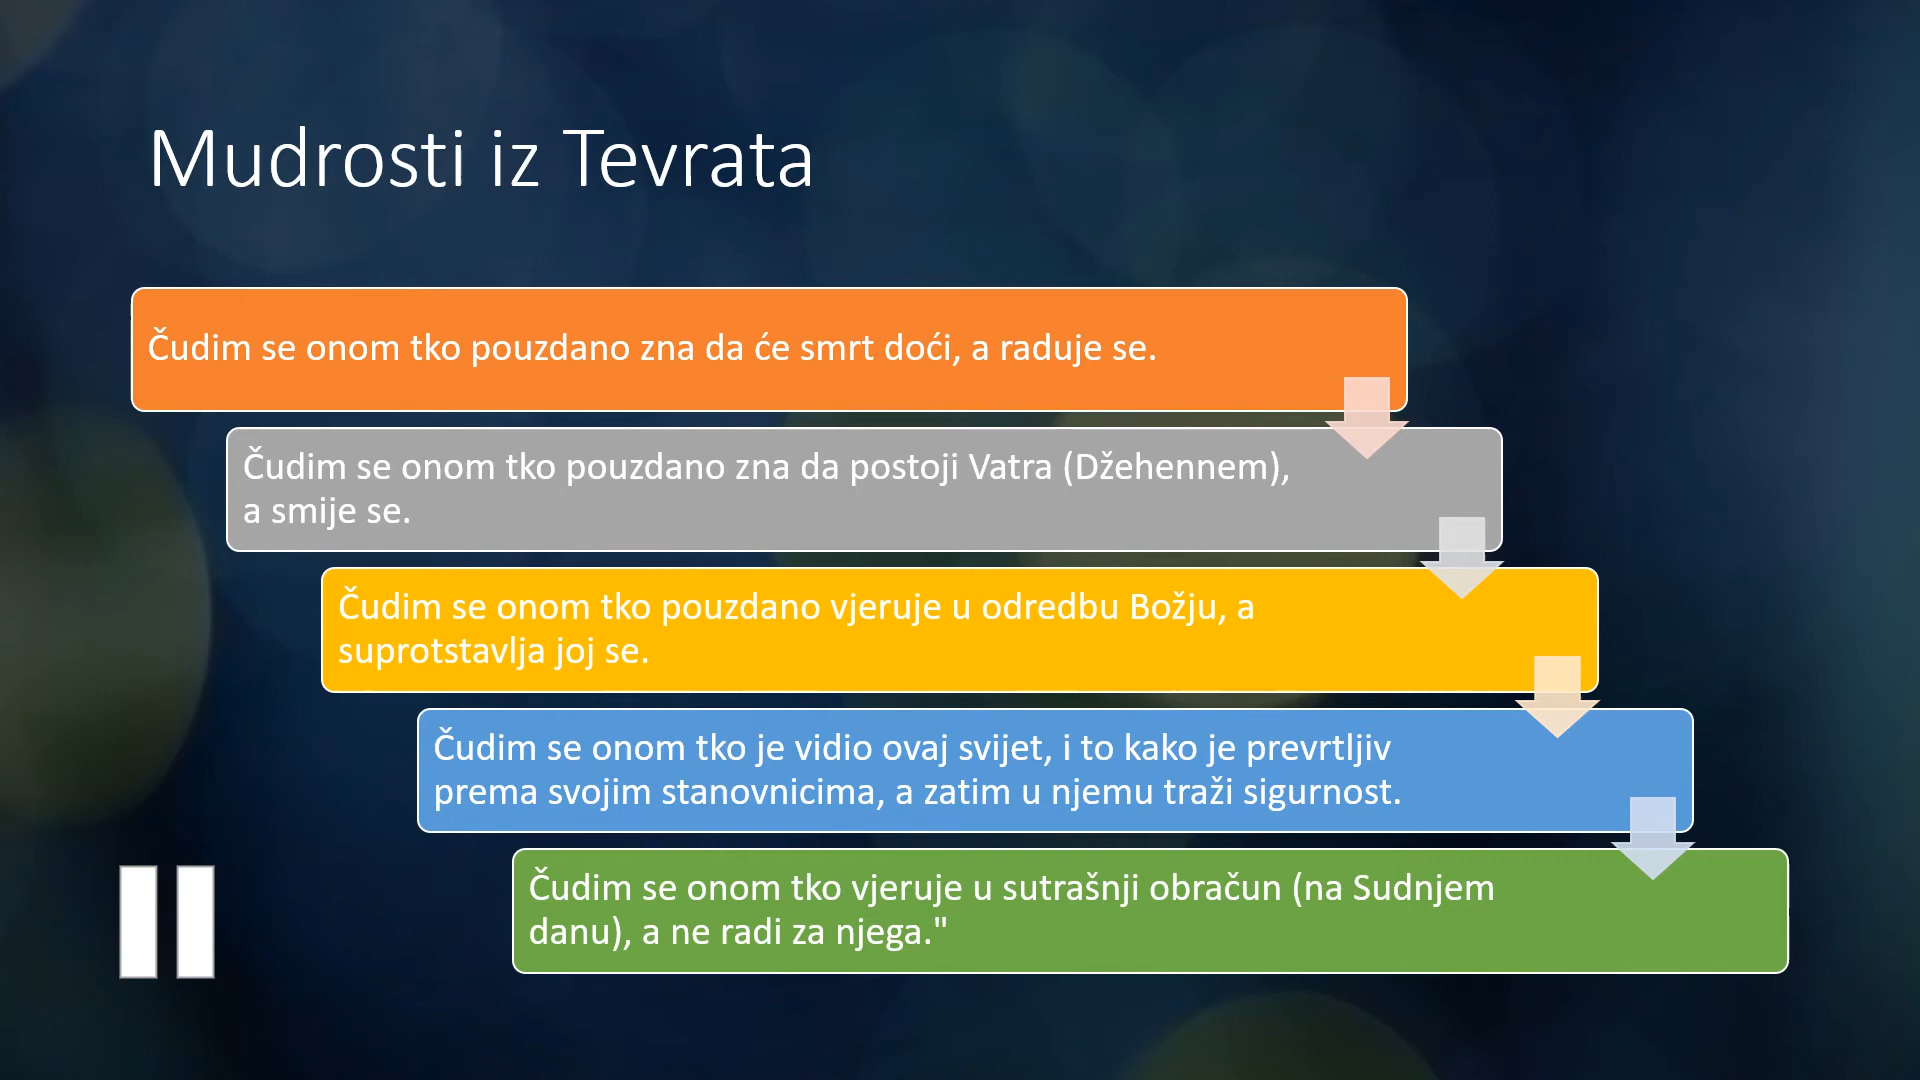 Mudrosti iz Tevrata
Čudim se onom tko pouzdano zna da će smrt doći, a raduje se.
Čudim se onom tko pouzdano zna da postoji Vatra (Džehennem),
a smije se.
Čudim se onom tko pouzdano vjeruje u odredbu Božju, a
suprotstavlja joj se.
Čudim se onom tko je vidio ovaj svijet, i to kako je prevrtljiv
prema svojim stanovnicima, a zatim u njemu traži sigurnost.
Čudim se onom tko vjeruje u sutrašnji obračun (na Sudnjem
danu), a ne radi za njega."